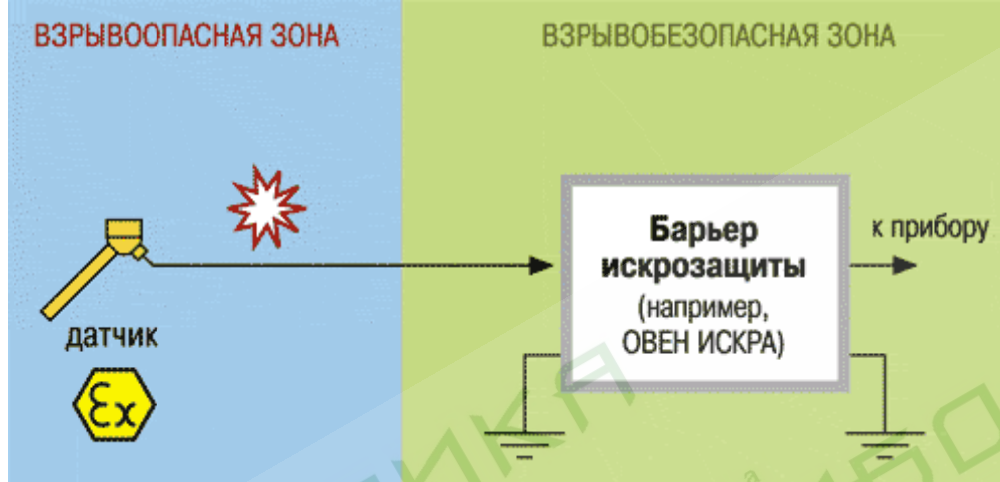 ВЗРЫВООПАСНАЯ ЗОНА
ВЗРЫВОБЕЗОПАСНАЯ ЗОНА
Барьер
искрозащиты
(например,
ОВЕН ИСКРА)
к прибору
датчик
Ex